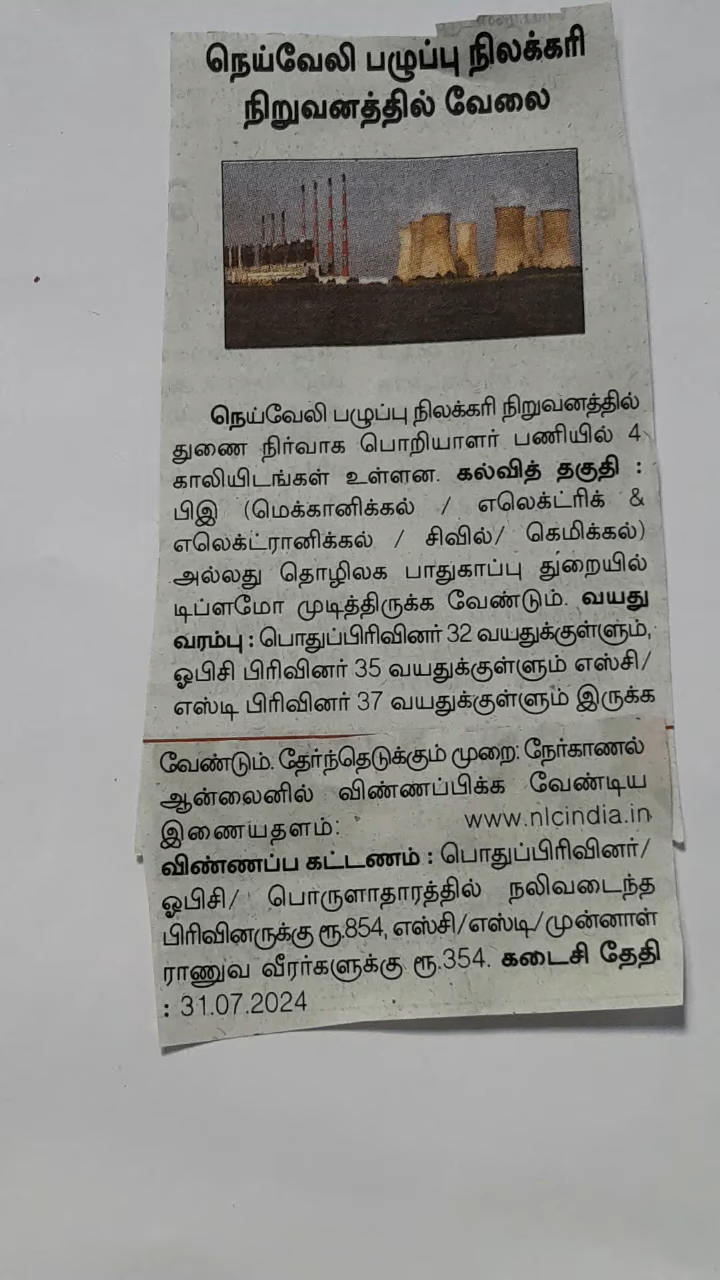 நெய்வேலி பழுப்பு நிலக்கரி
நிறுவனத்தில் வேலை
நெய்வேலி பழுப்பு நிலக்கரி நிறுவனத்தில்
துணை நிர்வாக பொறியாளர் பணியில் 4
காலியிடங்கள் உள்ளன. கல்வித் தகுதி :
பிஇ (மெக்கானிக்கல் / எலெக்ட்ரிக் &
எலெக்ட்ரானிக்கல் / சிவில்/ கெமிக்கல்)
அல்லது தொழிலக பாதுகாப்பு துறையில்
டிப்ளமோ முடித்திருக்க வேண்டும். வயது
வரம்பு : பொதுப்பிரிவினர் 32 வயதுக்குள்ளும்,
ஓபிசி பிரிவினர் 35 வயதுக்குள்ளும் எஸ்சி/
எஸ்டி பிரிவினர் 37 வயதுக்குள்ளும் இருக்க
வேண்டும். தேர்ந்தெடுக்கும் முறை: நேர்காணல்
ஆன்லைனில் விண்ணப்பிக்க வேண்டிய
இணையதளம்: www.nlcindia.in
விண்ணப்ப கட்டணம் : பொதுப்பிரிவினர்/
ஓபிசி/ பொருளாதாரத்தில் நலிவடைந்த
பிரிவினருக்கு ரூ.854, எஸ்சி/எஸ்டி/முன்னாள்
ராணுவ வீரர்களுக்கு ரூ.354. கடைசி தேதி
: 31.07.2024